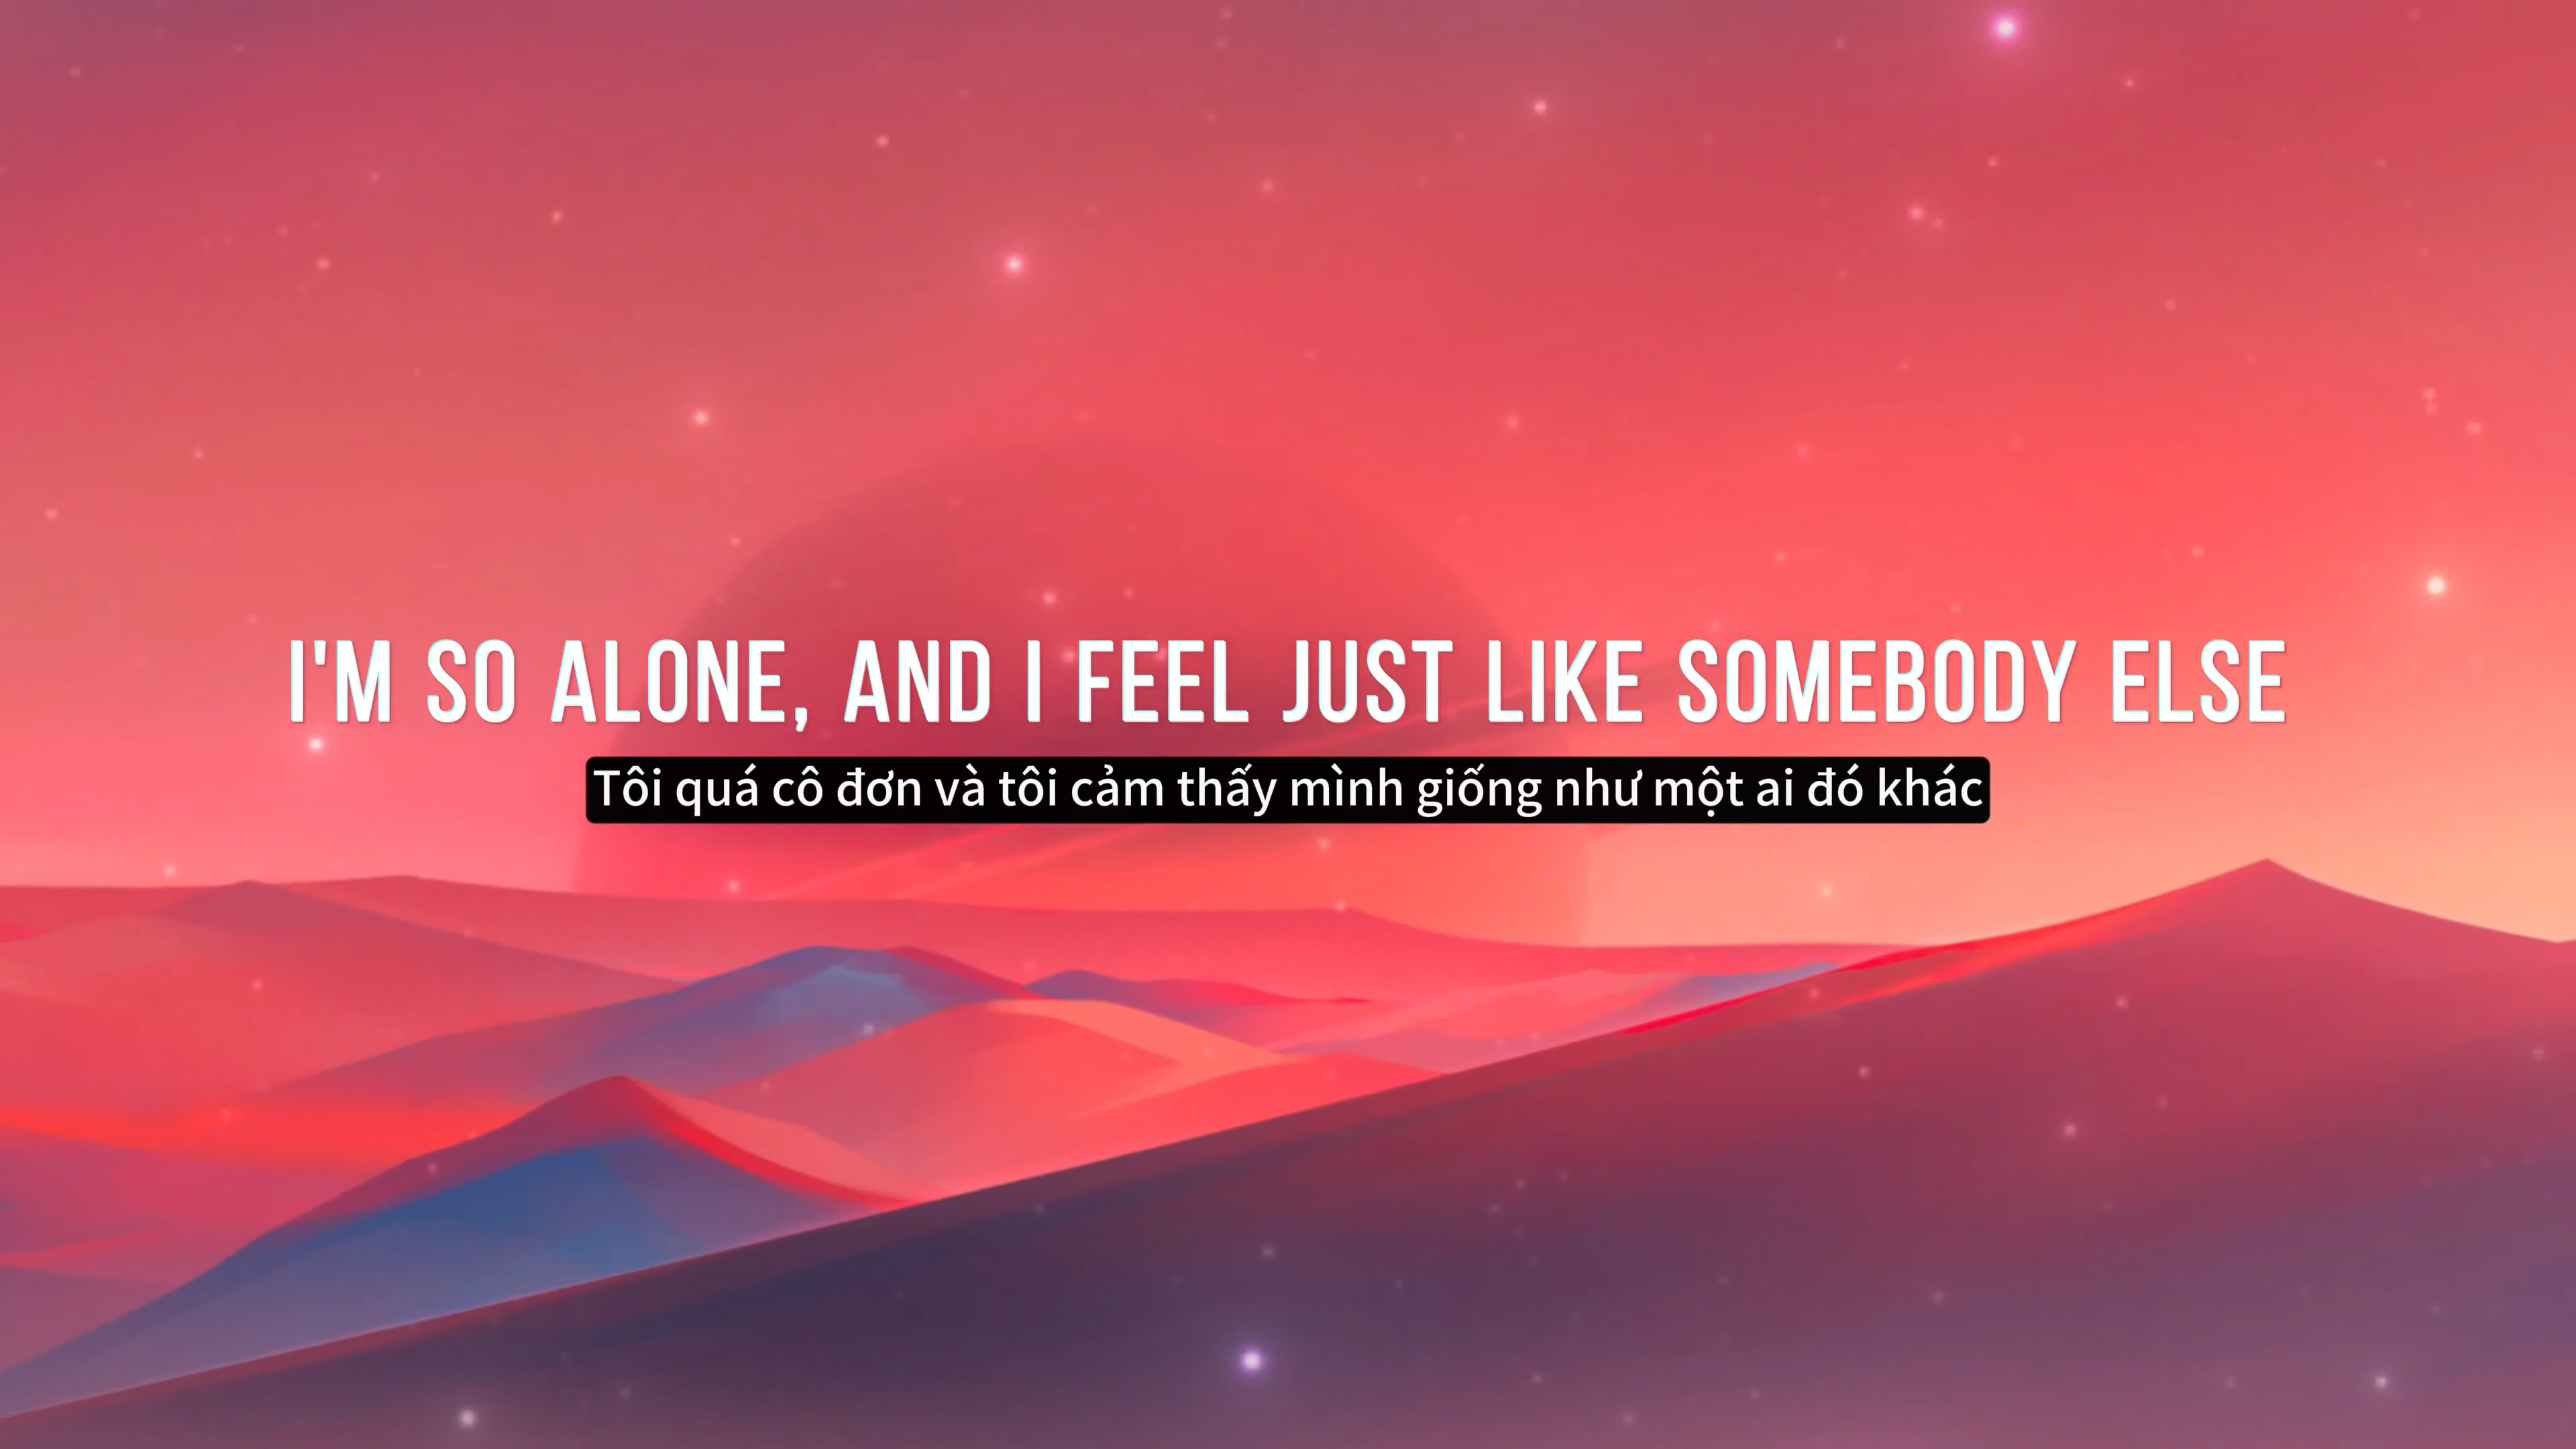 I'M SO ALONE, AND I FEEL JUST LIKE SOMEBODY ELSE
Tôi quá cô đơn và tôi cảm thấy mình giống như một ai đó khác